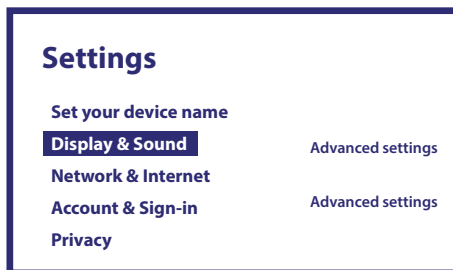 Settings
Set your device name
Display & Sound
Advanced settings
Network & Internet
Account & Sign-in
Advanced settings
Privacy